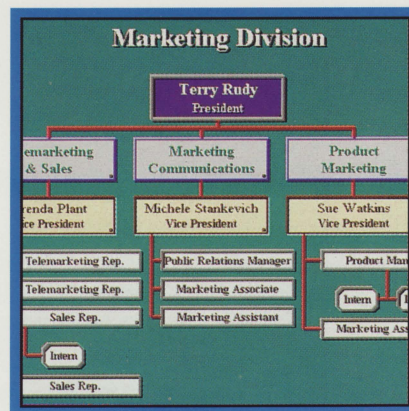 Marketing Division
Terry Rudy
President
emarketing
& Sales
Marketing
Communications
Product
Marketing
enda Plant
ice President
Michele Stankevich
Vice President
Sue Watkins
Vice President
Telemarketing Rep.
Telemarketing Rep.
Sales Rep.
Intern
Sales Rep.
Public Relations Manager
Marketing Associate
Marketing Assistant
Product Man
Intern
Marketing Ass